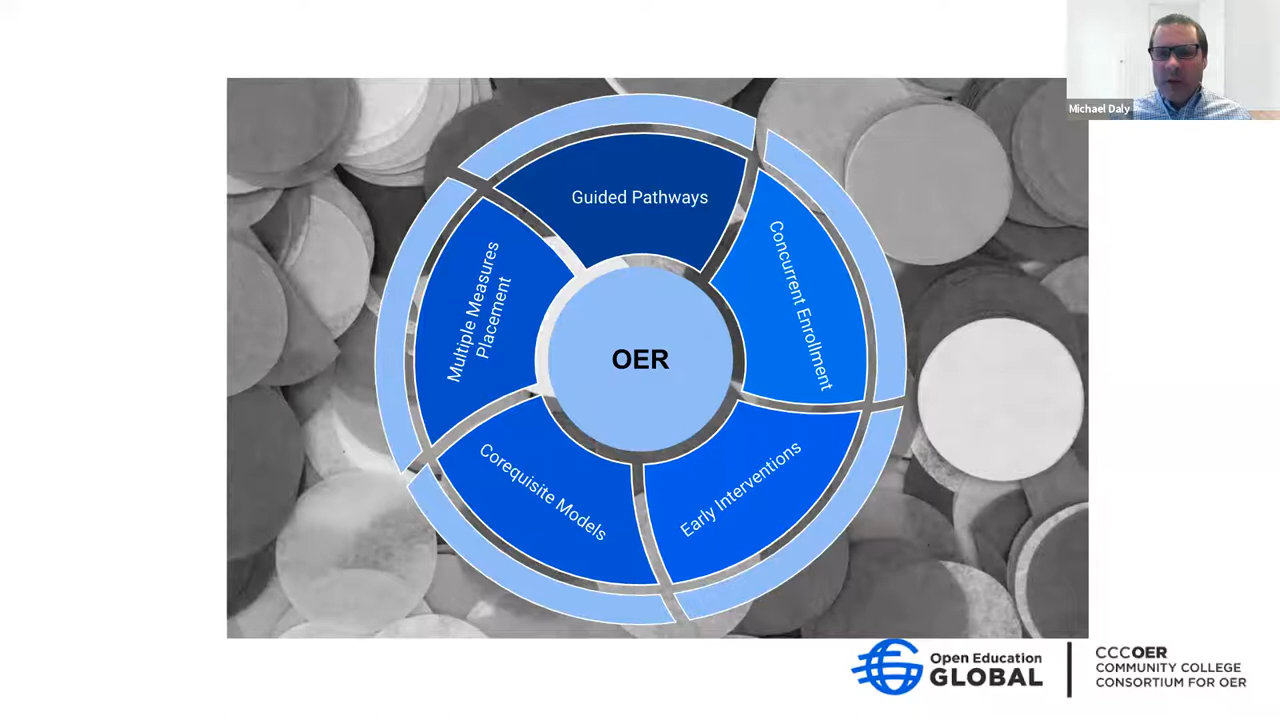 Michael Daly
Guided Pathways
Concurrent Enrollment
Multiple Measures
Placement
OER
Corequisite Models
Early Interventions
Open Education
GLOBAL
CCCOER
COMMUNITY COLLEGE
CONSORTIUM FOR OER